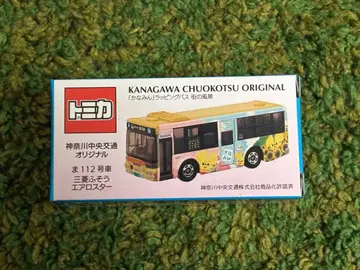 トミカ
KANAGAWA CHUOKOTSU ORIGINAL
「かなみん」ラッピングバス 街の風景
神奈川中央交通
オリジナル
ま112号車
三菱ふそう
エアロスター
神奈川中央交通株式会社商品化許諾済